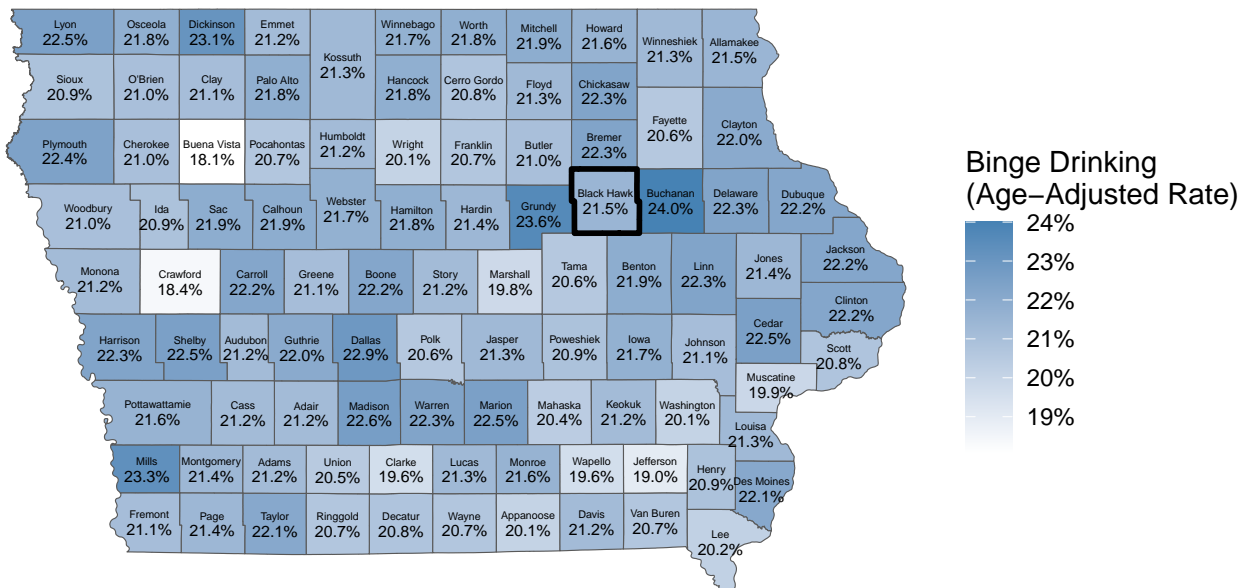 Lyon
22.5%
Osceola
21.8%
Dickinson
23.1%
Emmet
21.2%
Kossuth
21.3%
Winnebago
21.7%
Worth
21.8%
Mitchell
21.9%
Howard
21.6%
Winneshiek
21.3%
Allamakee
21.5%
Sioux
20.9%
O'Brien
21.0%
Clay
21.1%
Palo Alto
21.8%
Hancock
21.8%
Cerro Gordo
20.8%
Floyd
21.3%
Chickasaw
22.3%
Fayette
20.6%
Clayton
22.0%
Plymouth
22.4%
Cherokee
21.0%
Buena Vista
18.1%
Pocahontas
20.7%
Humboldt
21.2%
Wright
20.1%
Franklin
20.7%
Butler
21.0%
Bremer
22.3%
Woodbury
21.0%
Ida
20.9%
Sac
21.9%
Calhoun
21.9%
Webster
21.7%
Hamilton
21.8%
Hardin
21.4%
Grundy
23.6%
Black Hawk
21.5%
Buchanan
24.0%
Delaware
22.3%
Dubuque
22.2%
Monona
21.2%
Crawford
18.4%
Carroll
22.2%
Greene
21.1%
Boone
22.2%
Story
21.2%
Marshall
19.8%
Tama
20.6%
Benton
21.9%
Linn
22.3%
Jones
21.4%
Jackson
22.2%
Clinton
22.2%
Harrison
22.3%
Shelby
22.5%
Audubon
21.2%
Guthrie
22.0%
Dallas
22.9%
Polk
20.6%
Jasper
21.3%
Poweshiek
20.9%
Iowa
21.7%
Johnson
21.1%
Cedar
22.5%
Scott
20.8%
Muscatine
19.9%
Pottawattamie
21.6%
Cass
21.2%
Adair
21.2%
Madison
22.6%
Warren
22.3%
Marion
22.5%
Mahaska
20.4%
Keokuk
21.2%
Washington
20.1%
Louisa
21.3%
Mills
23.3%
Montgomery
21.4%
Adams
21.2%
Union
20.5%
Clarke
19.6%
Lucas
21.3%
Monroe
21.6%
Wapello
19.6%
Jefferson
19.0%
Henry
20.9%
Des Moines
22.1%
Fremont
21.1%
Page
21.4%
Taylor
22.1%
Ringgold
20.7%
Decatur
20.8%
Wayne
20.7%
Appanoose
20.1%
Davis
21.2%
Van Buren
20.7%
Lee
20.2%
Binge Drinking
(Age−Adjusted Rate)
24%
23%
22%
21%
20%
19%